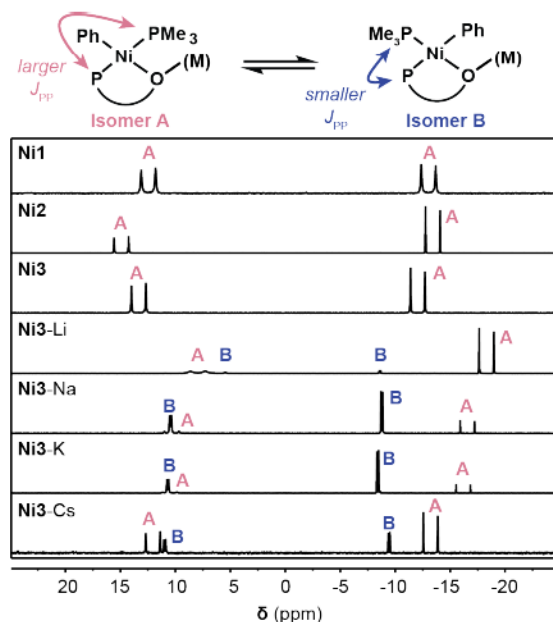 Ph PMe3 Me3P Ph
Ni (M) Ni (M)
larger P O P O
JPP smaller
Isomer A JPP Isomer B
Ni1 A A
Ni2 A A
Ni3 A A
Ni3-Li A B B A
Ni3-Na B A B A
Ni3-K B A B A
Ni3-Cs A B B A
20 15 10 5 0 -5 -10 -15 -20
δ (ppm)